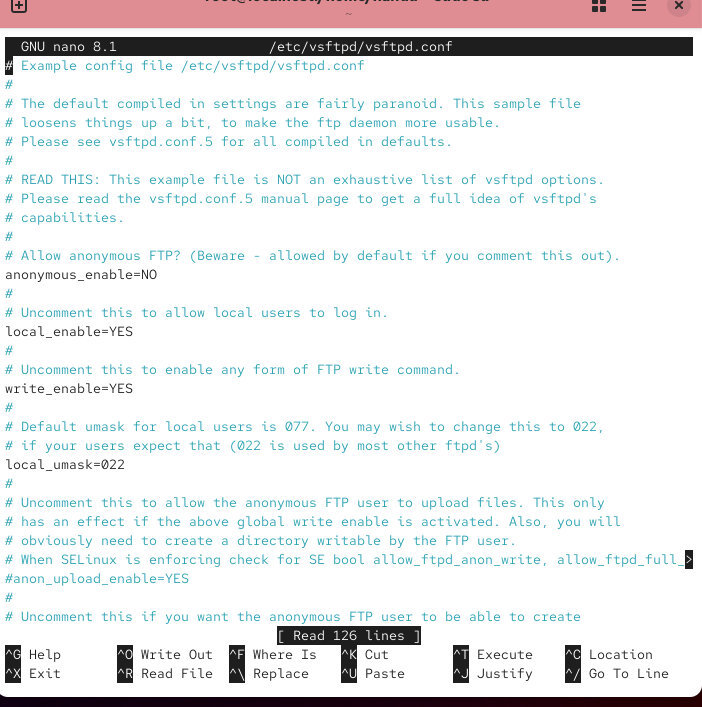 GNU nano 8.1 /etc/vsftpd/vsftpd.conf
# Example config file /etc/vsftpd/vsftpd.conf
#
# The default compiled in settings are fairly paranoid. This sample file
# loosens things up a bit, to make the ftp daemon more usable.
# Please see vsftpd.conf.5 for all compiled in defaults.
#
# READ THIS: This example file is NOT an exhaustive list of vsftpd options.
# Please read the vsftpd.conf.5 manual page to get a full idea of vsftpd's
# capabilities.
#
# Allow anonymous FTP? (Beware - allowed by default if you comment this out).
anonymous_enable=NO
#
# Uncomment this to allow local users to log in.
local_enable=YES
#
# Uncomment this to enable any form of FTP write command.
write_enable=YES
#
# Default umask for local users is 077. You may wish to change this to 022,
# if your users expect that (022 is used by most other ftpd's)
local_umask=022
#
# Uncomment this to allow the anonymous FTP user to upload files. This only
# has an effect if the above global write enable is activated. Also, you will
# obviously need to create a directory writable by the FTP user.
# When SELinux is enforcing check for SE bool allow_ftpd_anon_write, allow_ftpd_full_>
#anon_upload_enable=YES
#
# Uncomment this if you want the anonymous FTP user to be able to create
[ Read 126 lines ]
^G Help ^O Write Out ^F Where Is ^K Cut ^T Execute ^C Location
^X Exit ^R Read File ^\ Replace ^U Paste ^J Justify ^/ Go To Line